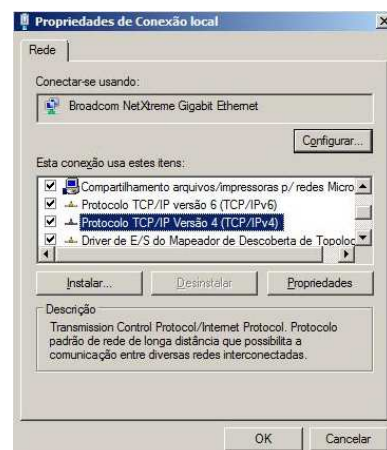 Propriedades de Conexão local
Rede
Conectar-se usando:
Broadcom NetXtreme Gigabit Ethernet
Configurar...
Esta conexão usa estes itens:
Compartilhamento arquivos/impressoras p/ redes Micro
Protocolo TCP/IP versão 6 (TCP/IPv6)
Protocolo TCP/IP Versão 4 (TCP/IPv4)
Driver de E/S do Mapeador de Descoberta de Topoloc
Instalar...
Desinstalar
Propriedades
Descrição
Transmission Control Protocol/Internet Protocol. Protocolo
padrão de rede de longa distância que possibilita a
comunicação entre diversas redes interconectadas.
OK
Cancelar